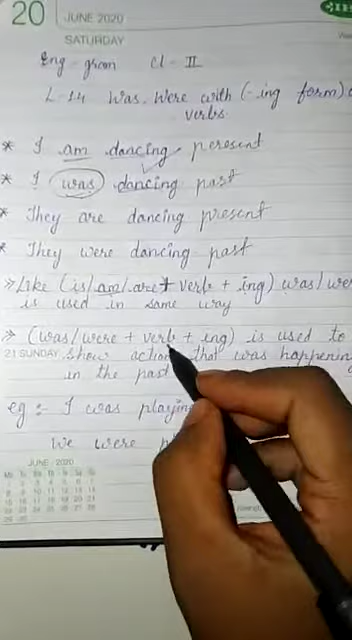 20 JUNE 2020
SATURDAY
Eng-gram Cl-II
L-14 Was. Were with (-ing form) of
verbs.
* I am dancing present
* I was dancing past
* They are dancing present
* They were dancing past
» Like (is/am/are + verb + ing) was/were
is used in same way
» (was/were + verb + ing) is used to
21 SUNDAY show action that was happening
in the past
eg :- I was playing
We were
JUNE - 2020